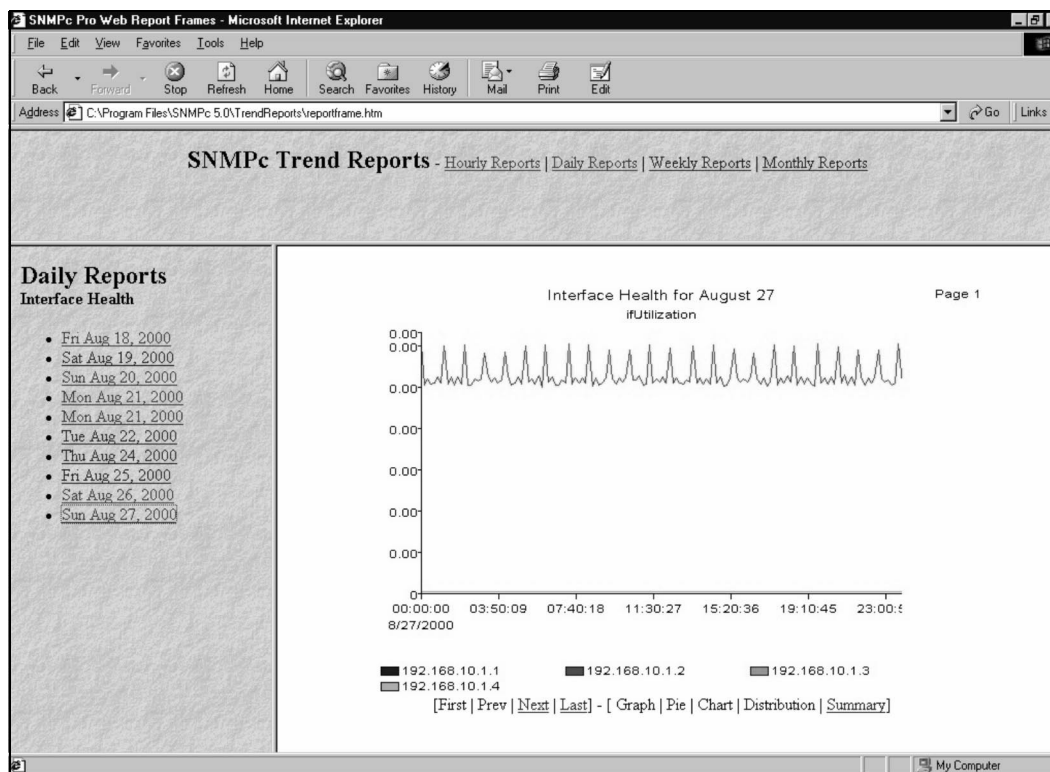 SNMPc Pro Web Report Frames - Microsoft Internet Explorer
File Edit View Favorites Tools Help
Back Forward Stop Refresh Home Search Favorites History Mail Print Edit
Address C:\Program Files\SNMPc 5.0\TrendReports\reportframe.htm Go Links
SNMPc Trend Reports - Hourly Reports | Daily Reports | Weekly Reports | Monthly Reports
Daily Reports
Interface Health
Fri Aug 18, 2000
Sat Aug 19, 2000
Sun Aug 20, 2000
Mon Aug 21, 2000
Mon Aug 21, 2000
Tue Aug 22, 2000
Thu Aug 24, 2000
Fri Aug 25, 2000
Sat Aug 26, 2000
Sun Aug 27, 2000
Interface Health for August 27 Page 1
ifUtilization
0.00
0.00
0.00
0.00
0.00
0.00
0.00
0
00:00:00 03:50:09 07:40:18 11:30:27 15:20:36 19:10:45 23:00:5
8/27/2000
192.168.10.1.1 192.168.10.1.2 192.168.10.1.3
192.168.10.1.4
[First | Prev | Next | Last] - [ Graph | Pie | Chart | Distribution | Summary]
My Computer